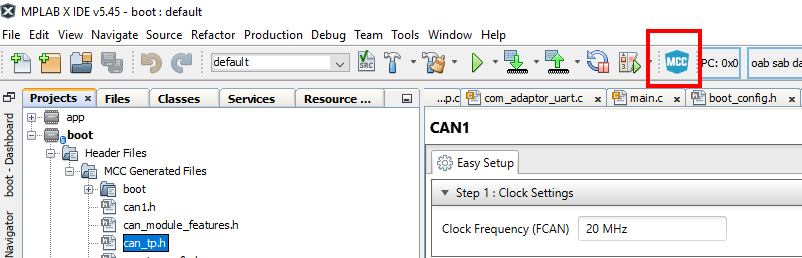 MPLAB X IDE v5.45 - boot : default
File Edit View Navigate Source Refactor Production Debug Team Tools Window Help
default
SRC
MCC
PC: 0x0
oab sab da
Projects
Files
Classes
Services
Resource ...
app
boot
Header Files
MCC Generated Files
boot
can1.h
can_module_features.h
can_tp.h
boot - Dashboard
Navigator
...p.c
com_adaptor_uart.c
main.c
boot_config.h
CAN1
Easy Setup
Step 1 : Clock Settings
Clock Frequency (FCAN) 20 MHz